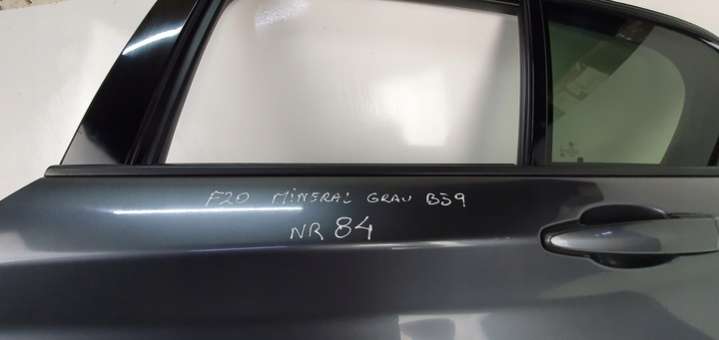 F20 MINERAL GRAU B39
NR 84